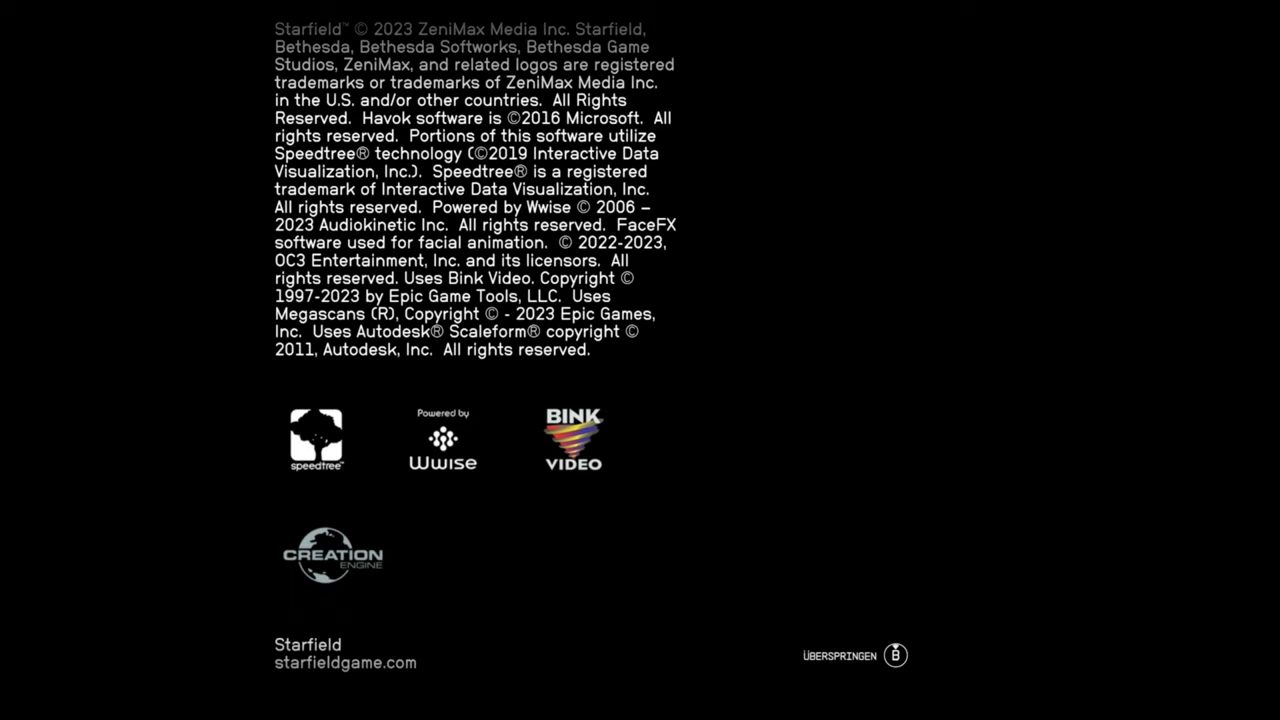 Starfield™ © 2023 ZeniMax Media Inc. Starfield,
Bethesda, Bethesda Softworks, Bethesda Game
Studios, ZeniMax, and related logos are registered
trademarks or trademarks of ZeniMax Media Inc.
in the U.S. and/or other countries.  All Rights
Reserved.  Havok software is ©2016 Microsoft.  All
rights reserved.  Portions of this software utilize
Speedtree® technology (©2019 Interactive Data
Visualization, Inc.).  Speedtree® is a registered
trademark of Interactive Data Visualization, Inc.
All rights reserved.  Powered by Wwise © 2006 –
2023 Audiokinetic Inc.  All rights reserved.  FaceFX
software used for facial animation.  © 2022-2023,
OC3 Entertainment, Inc. and its licensors.  All
rights reserved. Uses Bink Video. Copyright ©
1997-2023 by Epic Game Tools, LLC.  Uses
Megascans (R), Copyright © - 2023 Epic Games,
Inc.  Uses Autodesk® Scaleform® copyright ©
2011, Autodesk, Inc.  All rights reserved.
speedtree™
Powered by
Wwise
BINK
VIDEO
CREATION
ENGINE
Starfield
starfieldgame.com
ÜBERSPRINGEN B